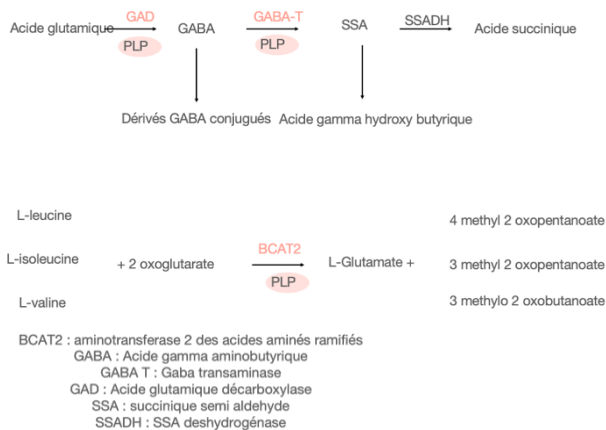 GAD GABA-T SSADH
Acide glutamique GABA SSA Acide succinique
PLP PLP
Dérivés GABA conjugués Acide gamma hydroxy butyrique
L-leucine 4 methyl 2 oxopentanoate
BCAT2
L-isoleucine + 2 oxoglutarate L-Glutamate + 3 methyl 2 oxopentanoate
PLP
L-valine 3 methylo 2 oxobutanoate
BCAT2 : aminotransferase 2 des acides aminés ramifiés
GABA : Acide gamma aminobutyrique
GABA T : Gaba transaminase
GAD : Acide glutamique décarboxylase
SSA : succinique semi aldehyde
SSADH : SSA deshydrogénase